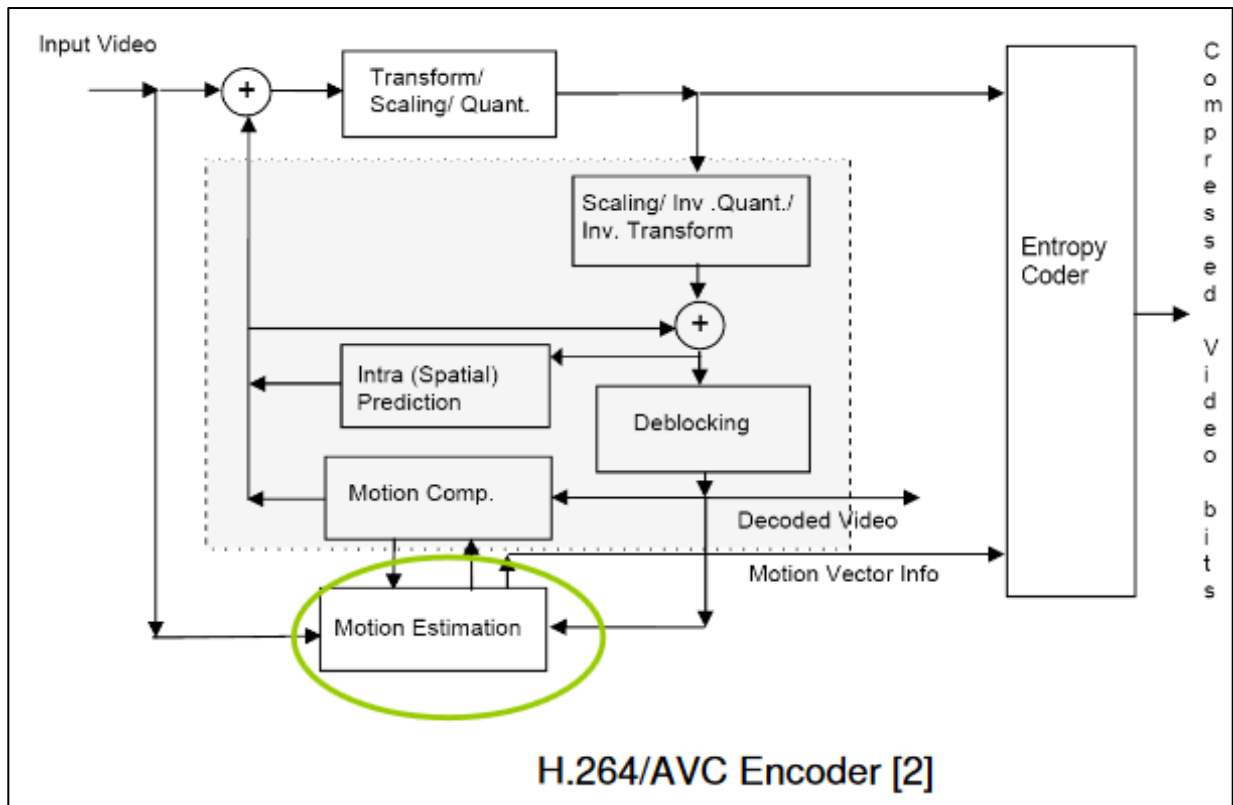 Input Video
+
Transform/
Scaling/ Quant.
Scaling/ Inv .Quant./
Inv. Transform
+
Intra (Spatial)
Prediction
Deblocking
Motion Comp.
Decoded Video
Motion Vector Info
Motion Estimation
Entropy
Coder
Compressed Video bits
H.264/AVC Encoder [2]